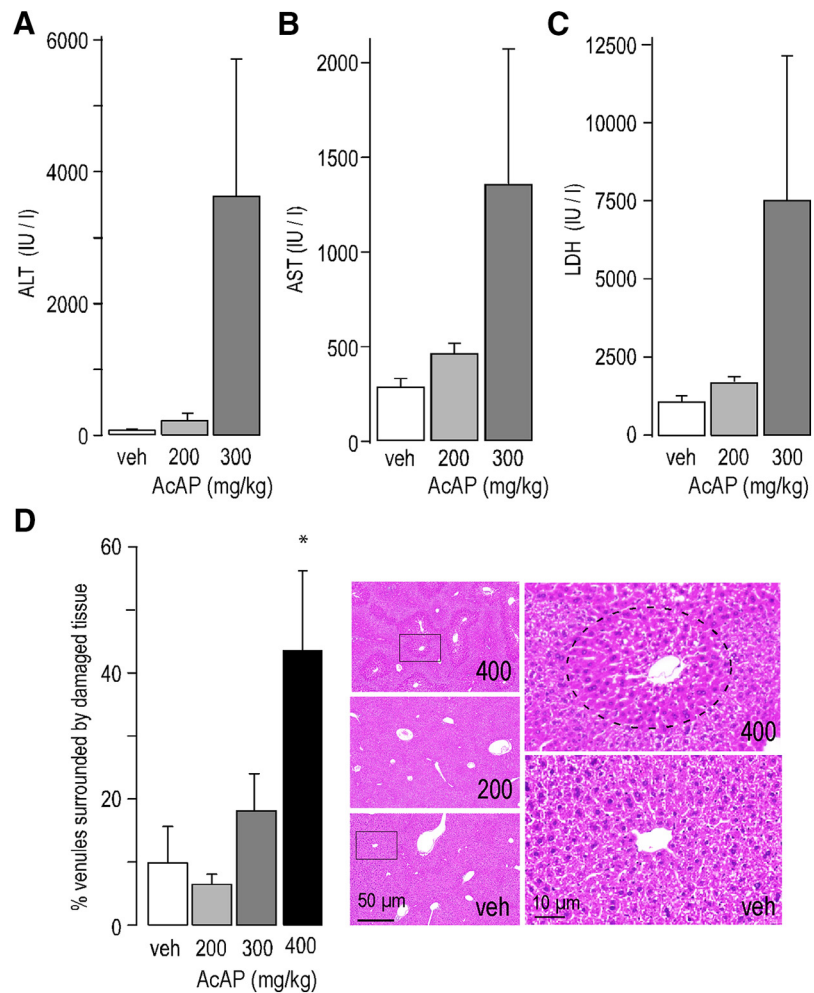 A
6000
4000
2000
0
ALT (IU / l)
veh 200 300
AcAP (mg/kg)
B
2000
1500
1000
500
0
AST (IU / l)
veh 200 300
AcAP (mg/kg)
C
12500
10000
7500
5000
2500
0
LDH (IU / l)
veh 200 300
AcAP (mg/kg)
D
60
40
20
0
% venules surrounded by damaged tissue
*
veh 200 300 400
AcAP (mg/kg)
400
200
50 µm
veh
400
10 µm
veh